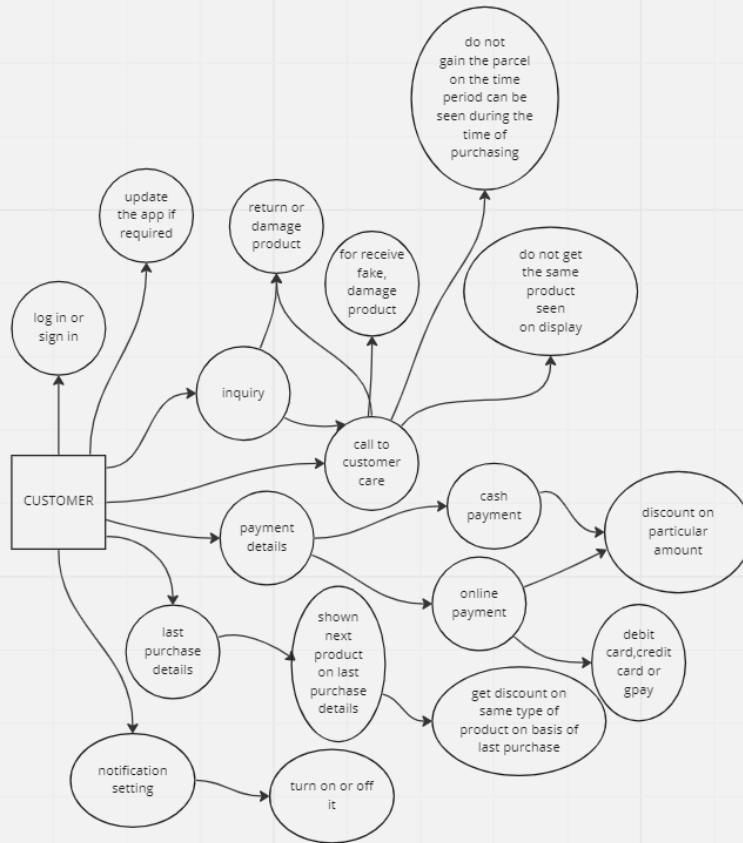 do not
gain the parcel
on the time
period can be
seen during the
time of
purchasing
update
the app if
required
return or
damage
product
for receive
fake,
damage
product
do not get
the same
product
seen
on display
log in or
sign in
inquiry
call to
customer
care
CUSTOMER
payment
details
cash
payment
discount on
particular
amount
online
payment
last
purchase
details
shown
next
product
on last
purchase
details
debit
card,credit
card or
gpay
get discount on
same type of
product on basis of
last purchase
notification
setting
turn on or off
it